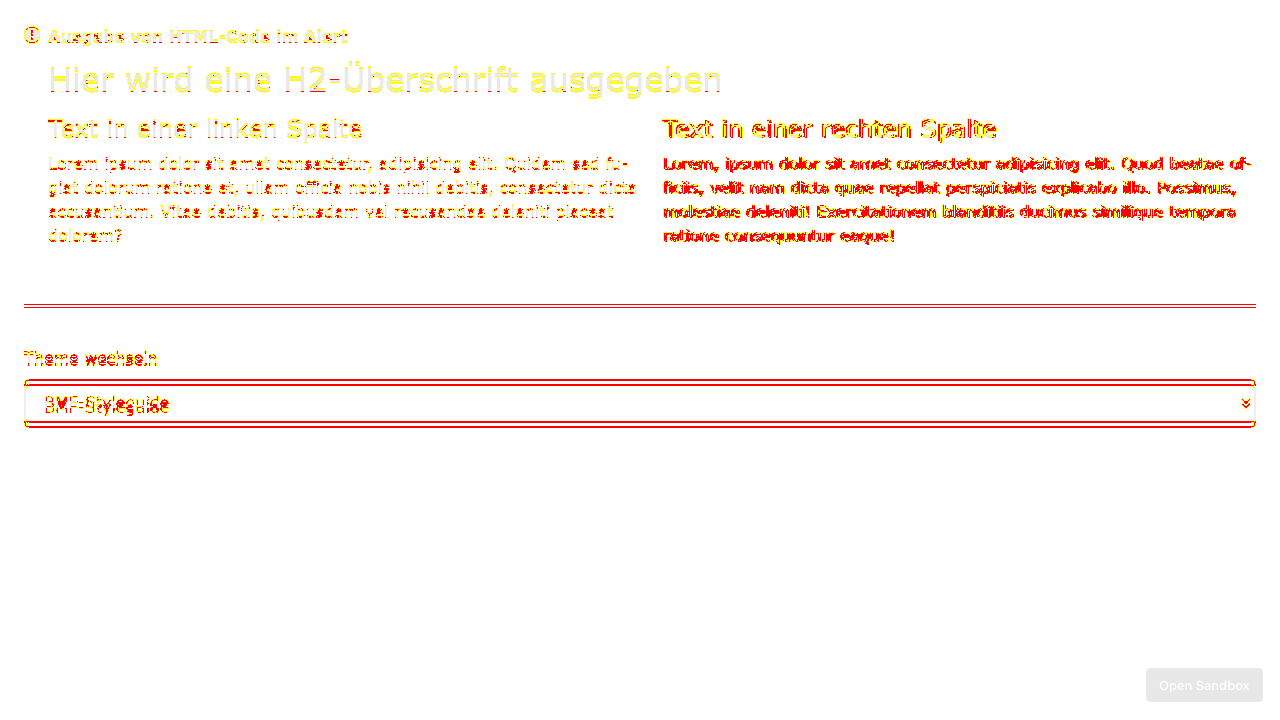 Ausgabe von HTML-Code im Alert
Hier wird eine H2-Überschrift ausgegeben
Text in einer linken Spalte
Lorem ipsum dolor sit amet consectetur, adipisicing elit. Quidem sed fu-
giat dolorum ratione et, ullam officia nobis nihil debitis, consectetur dicta
accusantium. Vitae debitis, quibusdam vel recusandae deleniti placeat
dolorem?
Text in einer rechten Spalte
Lorem, ipsum dolor sit amet consectetur adipisicing elit. Quod beatae of-
ficiis, velit nam dicta quae repellat perspiciatis explicabo illo. Possimus,
molestiae deleniti! Exercitationem blanditiis ducimus similique tempora
ratione consequuntur eaque!
Theme wechseln
BMF-Styleguide
Open Sandbox